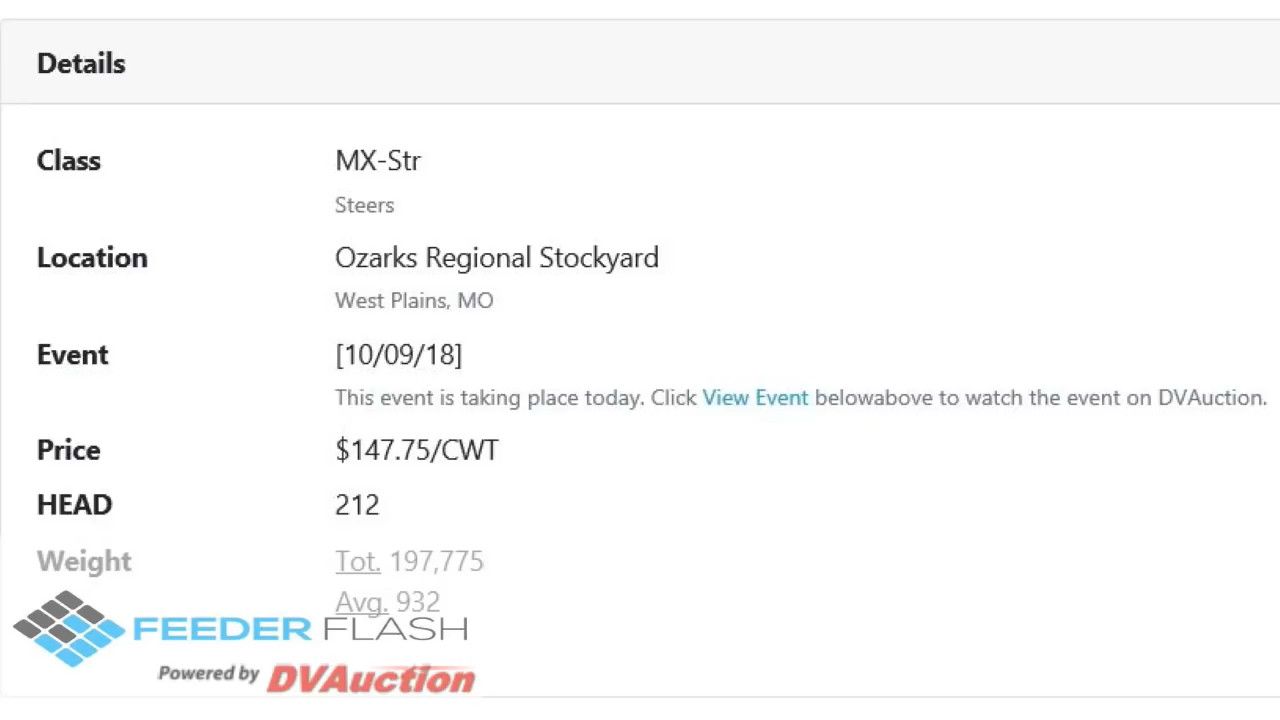 Details
Class MX-Str
Steers
Location Ozarks Regional Stockyard
West Plains, MO
Event [10/09/18]
This event is taking place today. Click View Event belowabove to watch the event on DVAuction.
Price $147.75/CWT
HEAD 212
Weight Tot. 197,775
Avg. 932
FEEDER FLASH
Powered by DVAuction